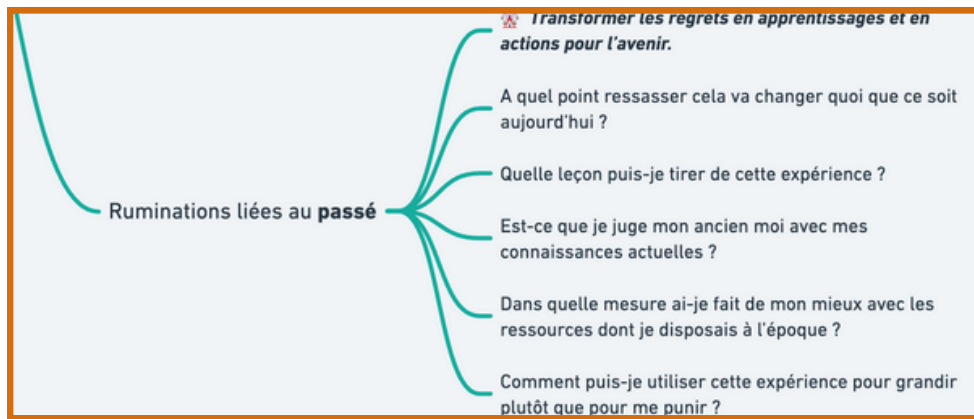 Transformer les regrets en apprentissages et en
actions pour l'avenir.
A quel point ressasser cela va changer quoi que ce soit
aujourd'hui ?
Quelle leçon puis-je tirer de cette expérience ?
Ruminations liées au passé
Est-ce que je juge mon ancien moi avec mes
connaissances actuelles ?
Dans quelle mesure ai-je fait de mon mieux avec les
ressources dont je disposais à l'époque ?
Comment puis-je utiliser cette expérience pour grandir
plutôt que pour me punir ?